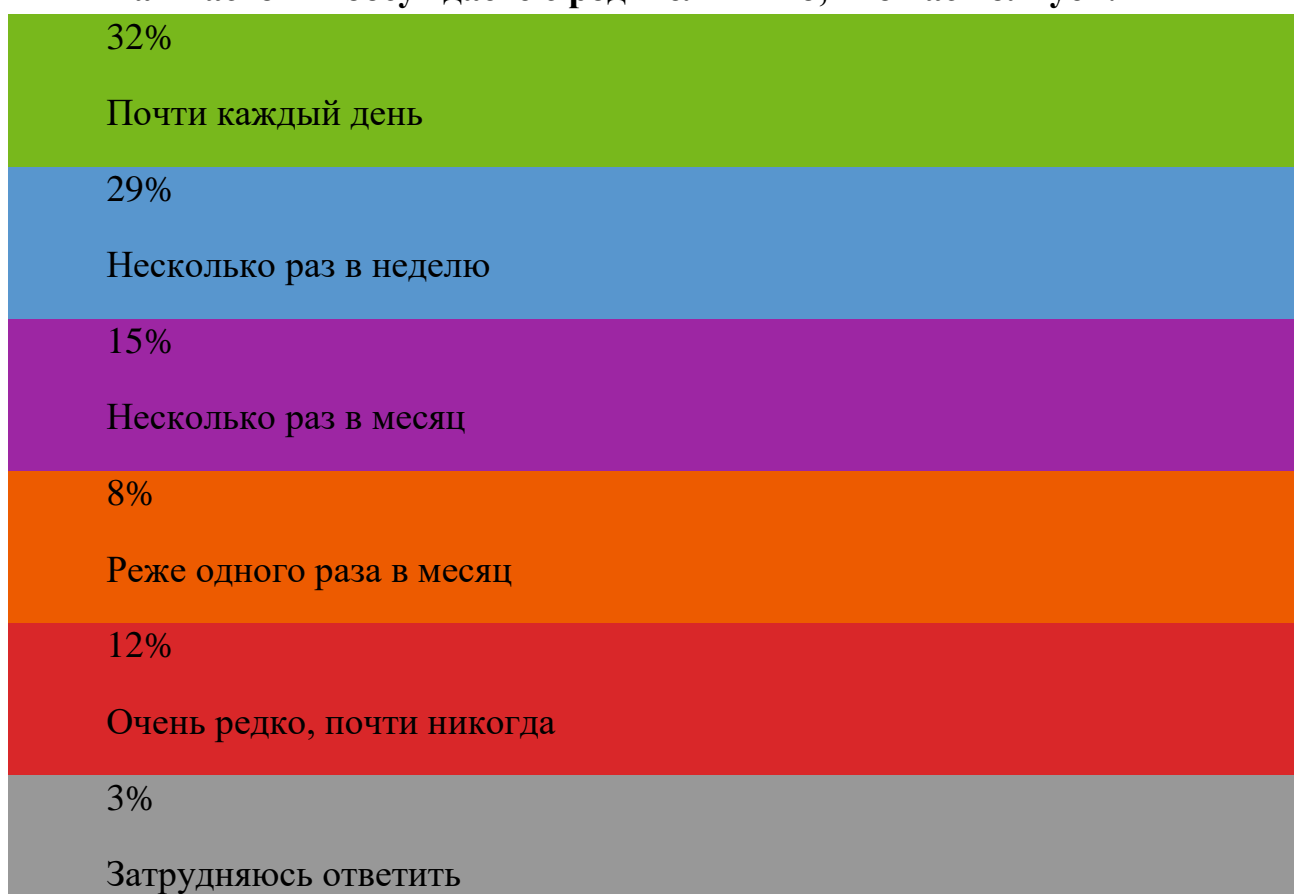 32%
Почти каждый день
29%
Несколько раз в неделю
15%
Несколько раз в месяц
8%
Реже одного раза в месяц
12%
Очень редко, почти никогда
3%
Затрудняюсь ответить